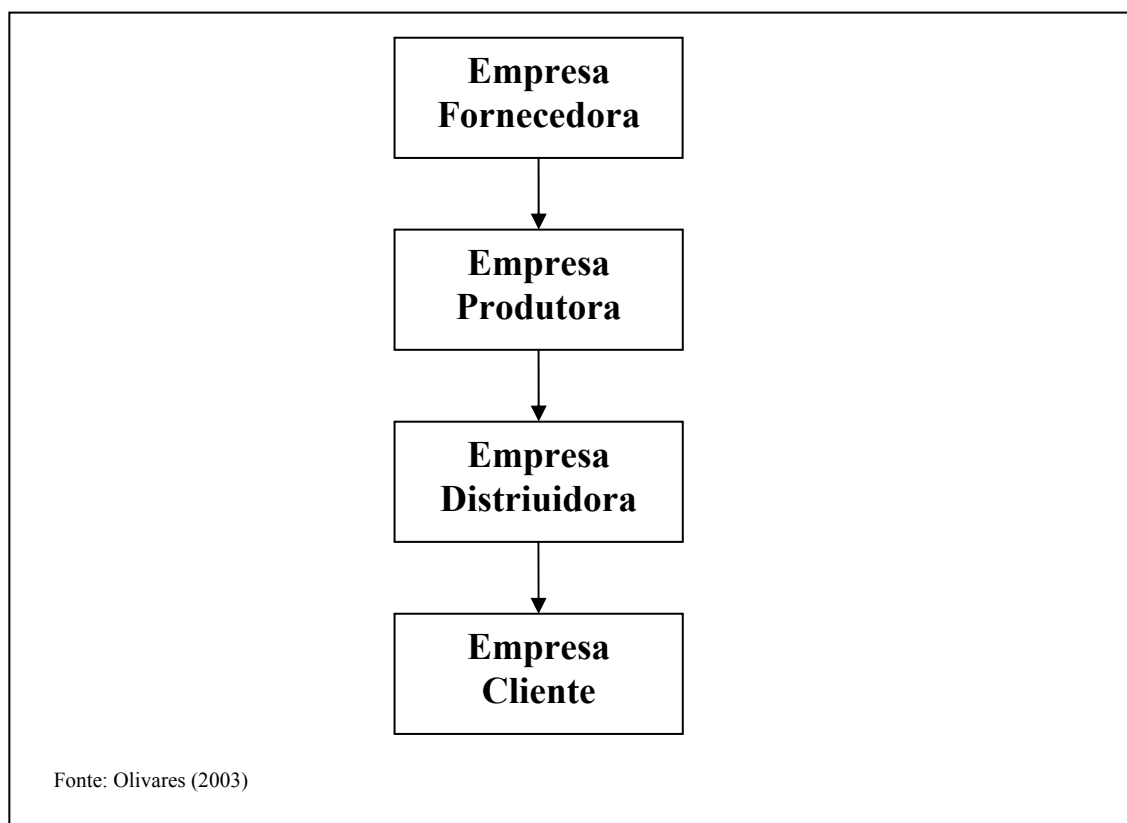 Empresa
Fornecedora
Empresa
Produtora
Empresa
Distriuidora
Empresa
Cliente
Fonte: Olivares (2003)